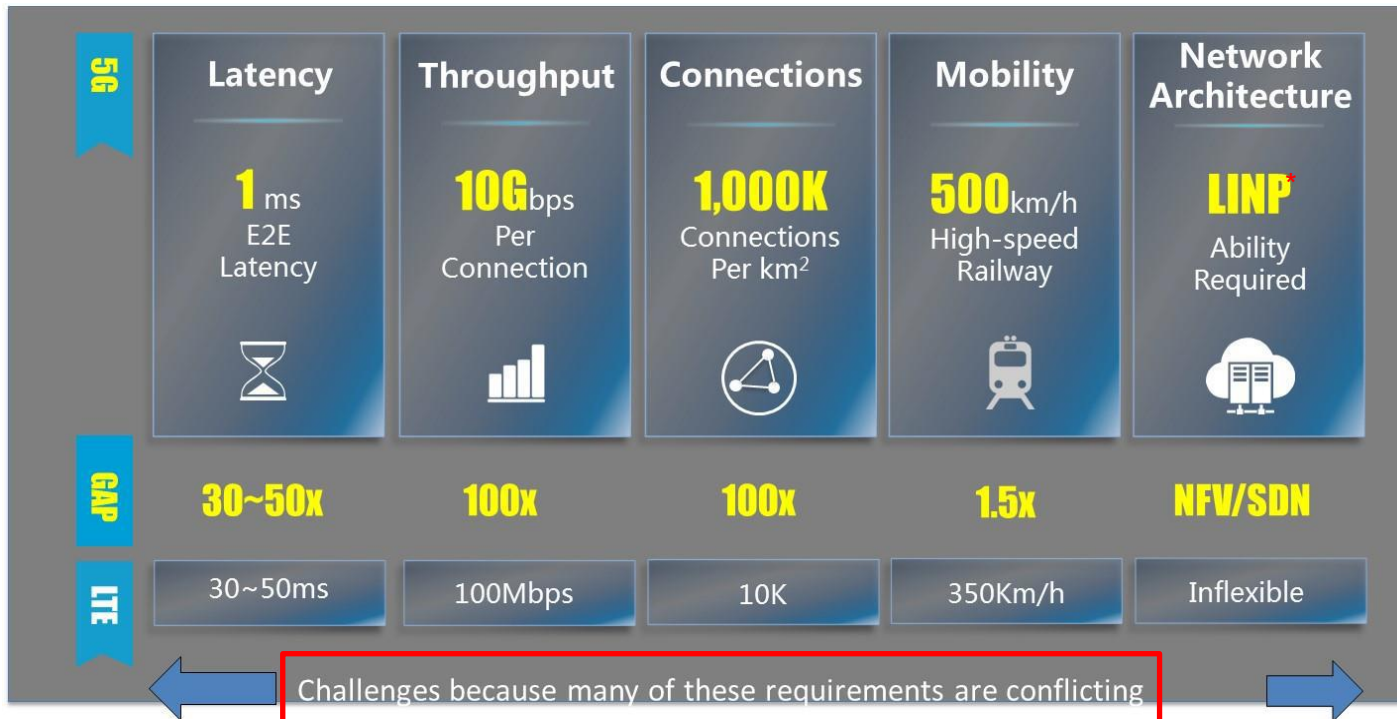 5G
Latency
1 ms
E2E
Latency
Throughput
10Gbps
Per
Connection
Connections
1,000K
Connections
Per km²
Mobility
500km/h
High-speed
Railway
Network
Architecture
LINP*
Ability
Required
GAP
30~50x
100x
100x
1.5x
NFV/SDN
LTE
30~50ms
100Mbps
10K
350Km/h
Inflexible
Challenges because many of these requirements are conflicting